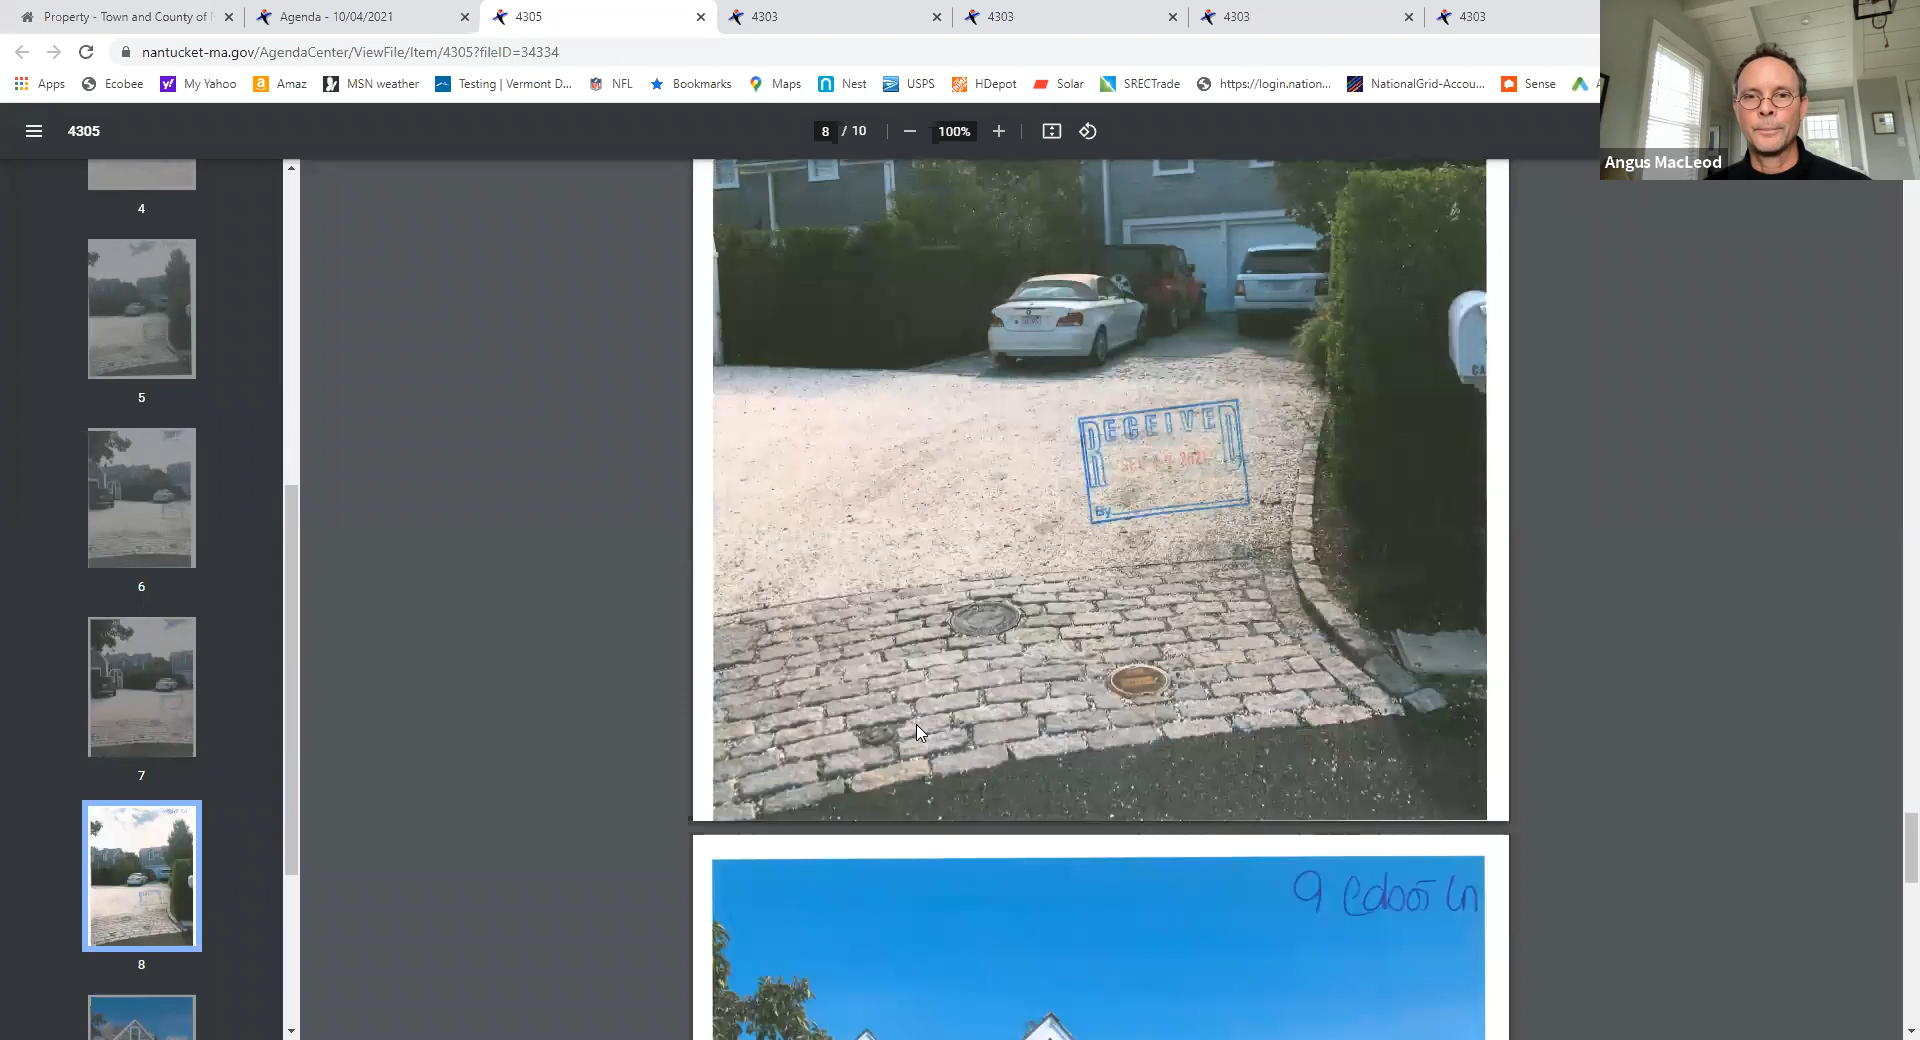 Property - Town and County of
Agenda - 10/04/2021
4305
4303
4303
4303
4303
nantucket-ma.gov/AgendaCenter/ViewFile/Item/4305?fileID=34334
Apps
Ecobee
My Yahoo
Amaz
MSN weather
Testing | Vermont D...
NFL
Bookmarks
Maps
Nest
USPS
HDepot
Solar
SRECTrade
https://login.nation...
NationalGrid-Accou...
Sense
4305
8 / 10
100%
Angus MacLeod
4
5
6
7
8
RECEIVED
2021
By
CA
9 Cabot Ln